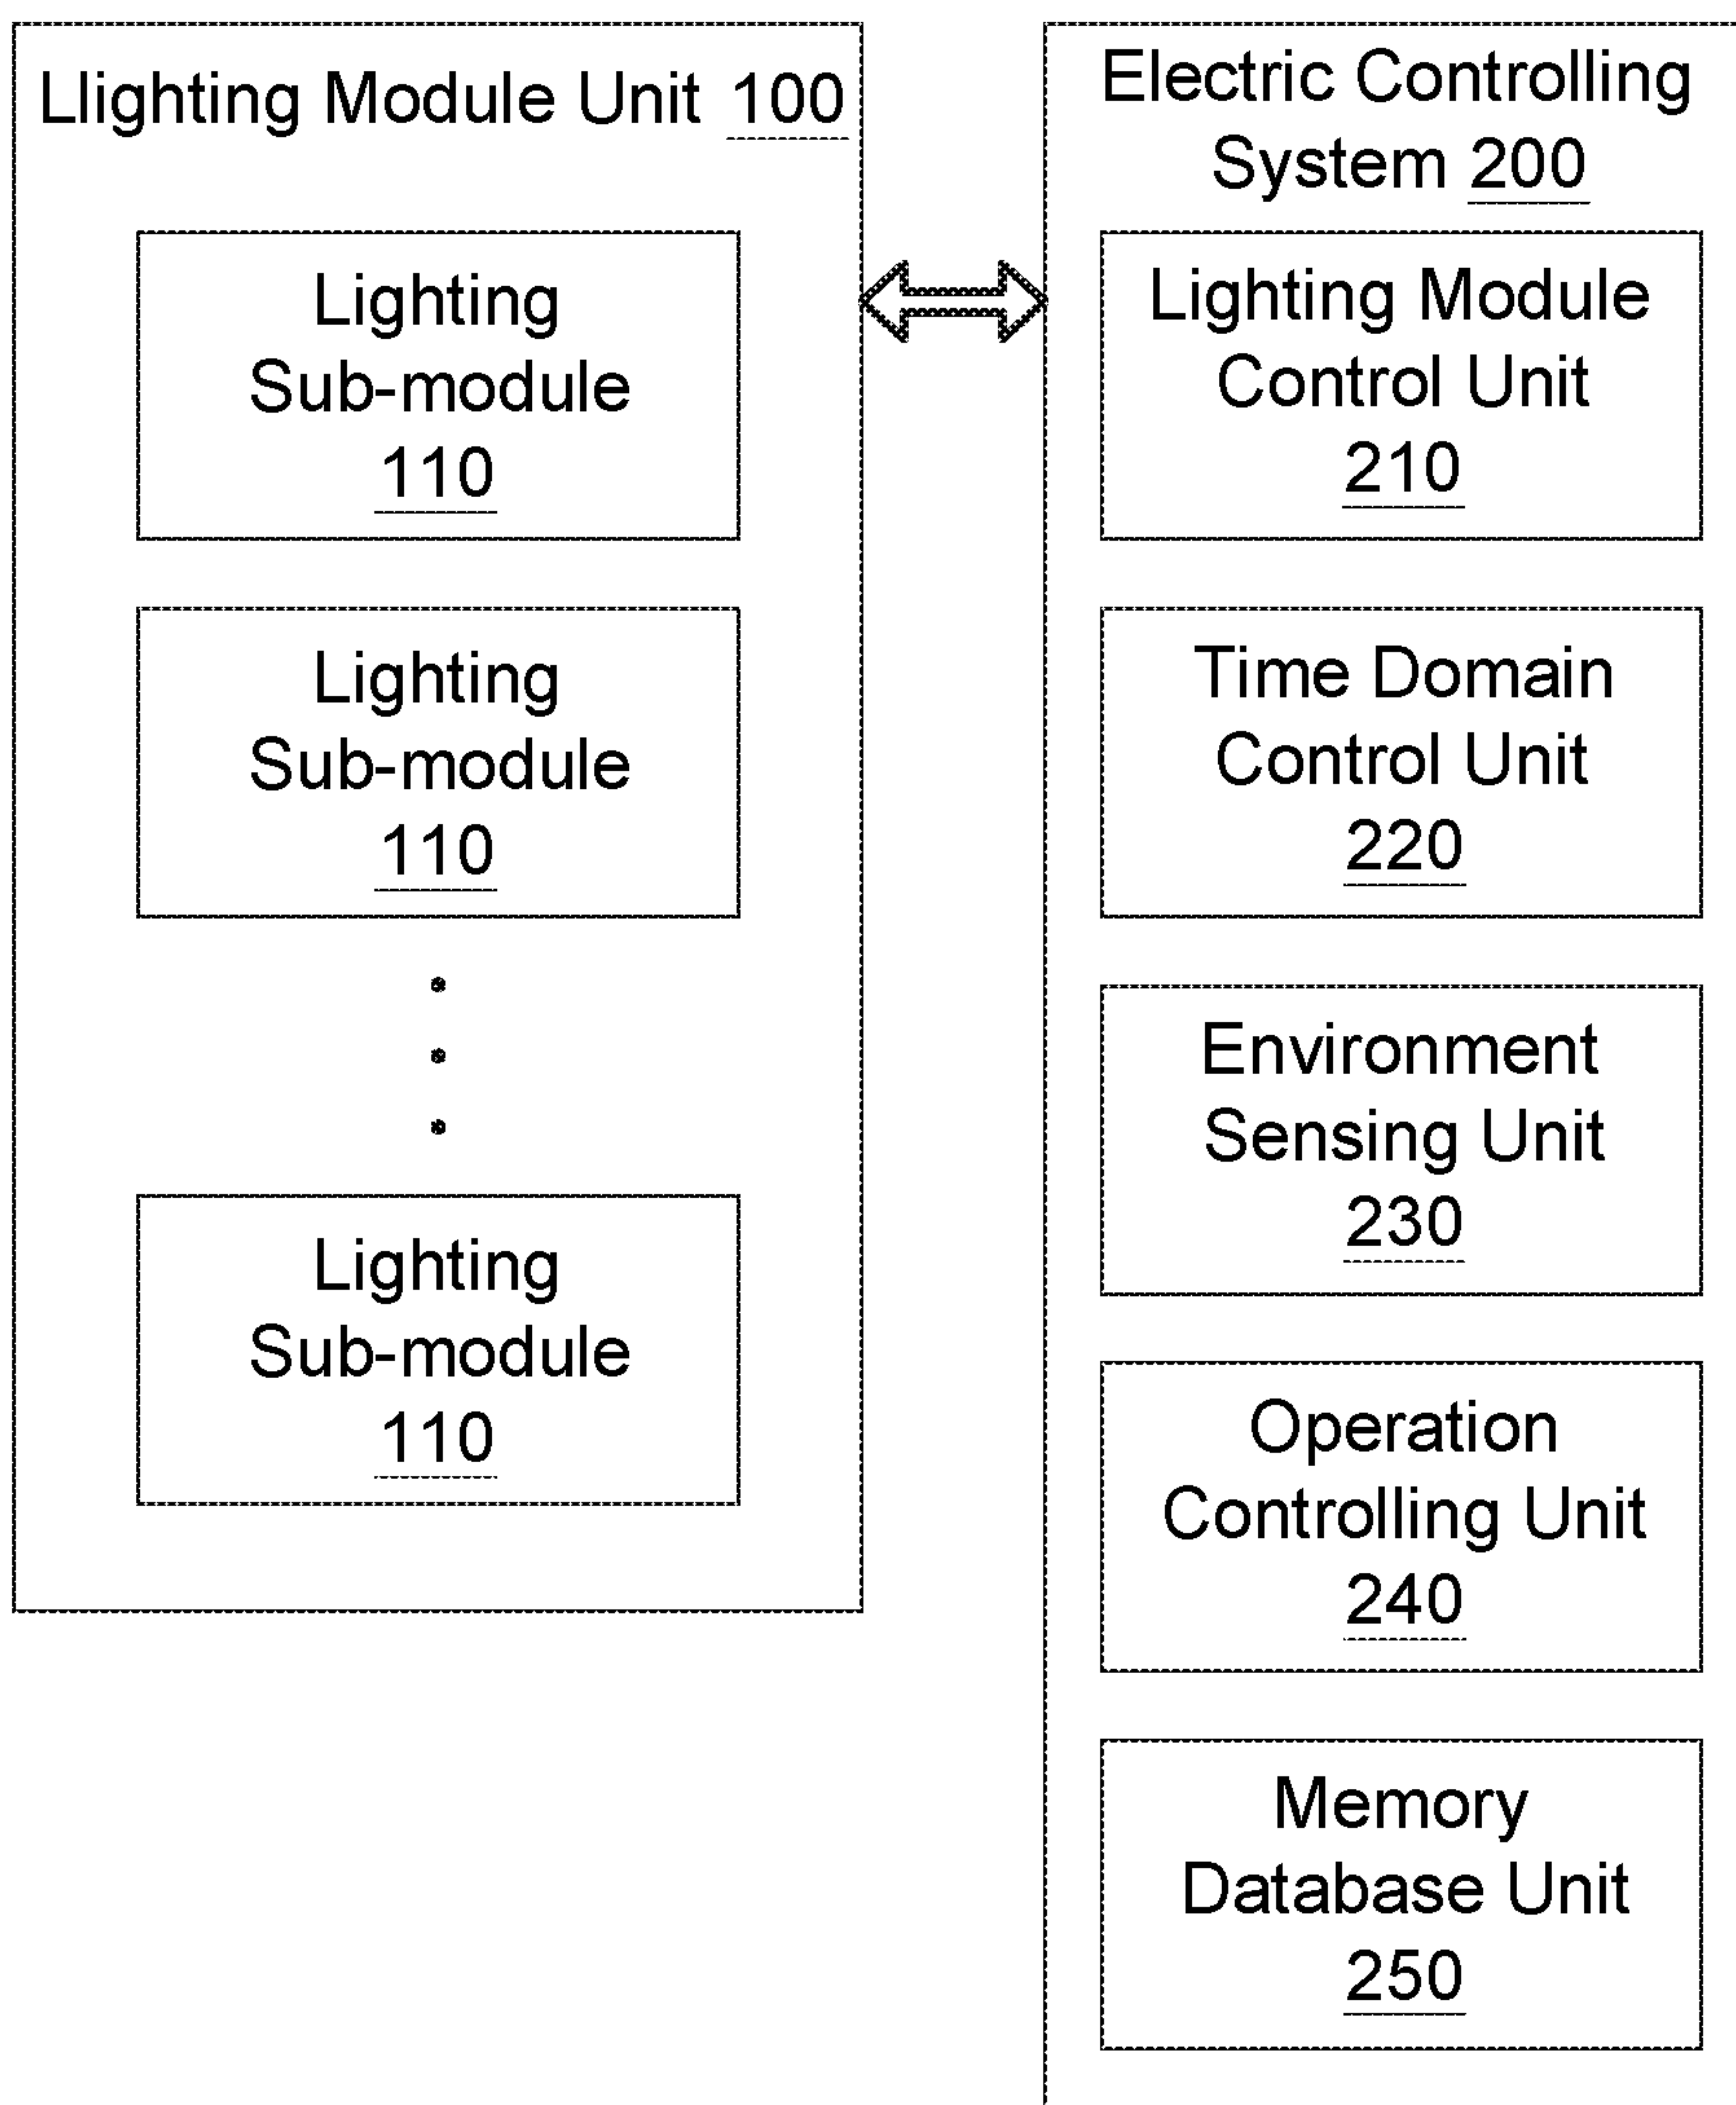 Llighting Module Unit 100
Lighting
Sub-module
110
Lighting
Sub-module
110
Lighting
Sub-module
110
Electric Controlling
System 200
Lighting Module
Control Unit
210
Time Domain
Control Unit
220
Environment
Sensing Unit
230
Operation
Controlling Unit
240
Memory
Database Unit
250